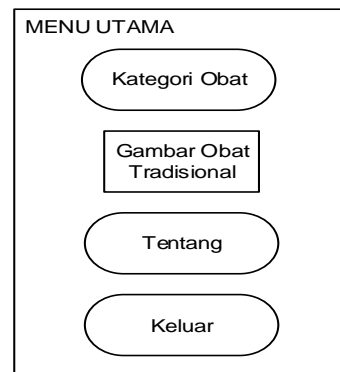 MENU UTAMA
Kategori Obat
Gambar Obat
Tradisional
Tentang
Keluar